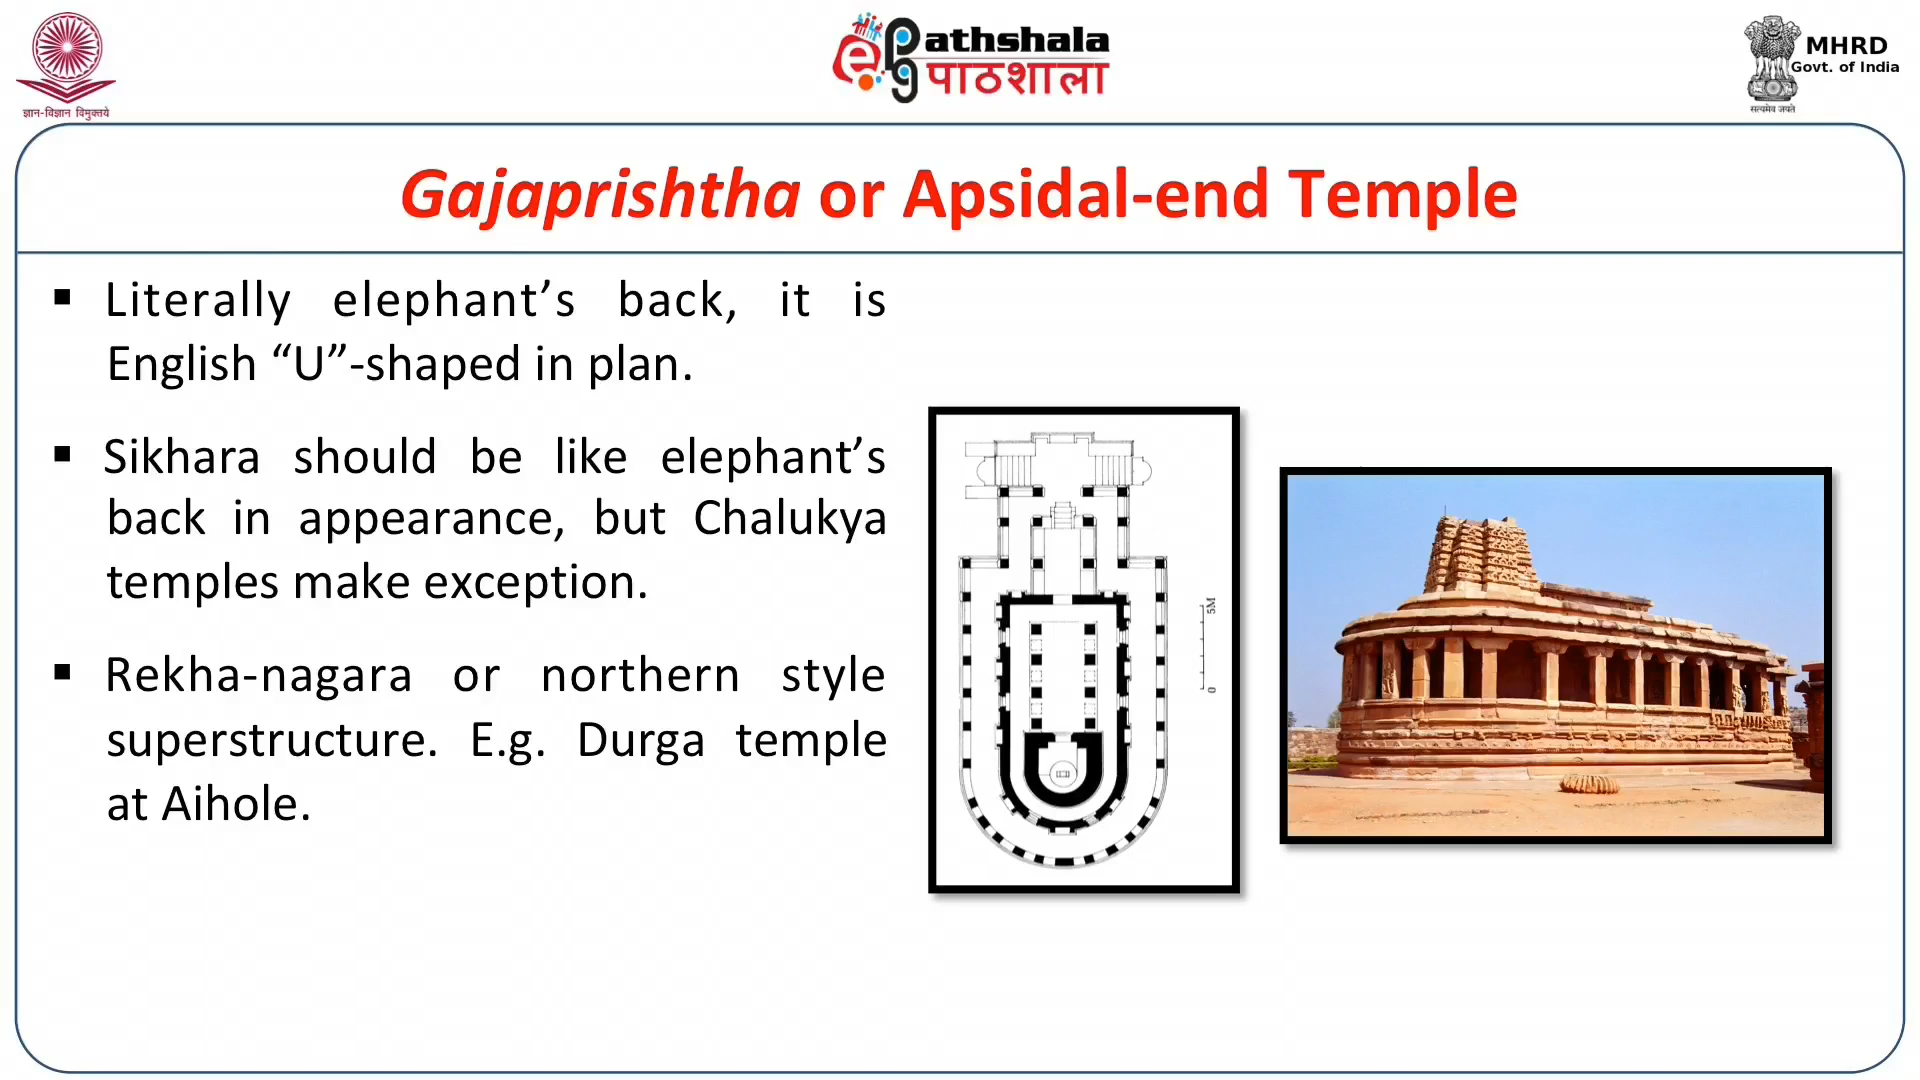 ज्ञान-विज्ञान विमुक्तये
ePG Pathshala
पाठशाला
MHRD
Govt. of India
सत्यमेव जयते
Gajaprishtha or Apsidal-end Temple
▪ Literally elephant’s back, it is
English “U”-shaped in plan.
▪ Sikhara should be like elephant’s
back in appearance, but Chalukya
temples make exception.
▪ Rekha-nagara or northern style
superstructure. E.g. Durga temple
at Aihole.
0 5M